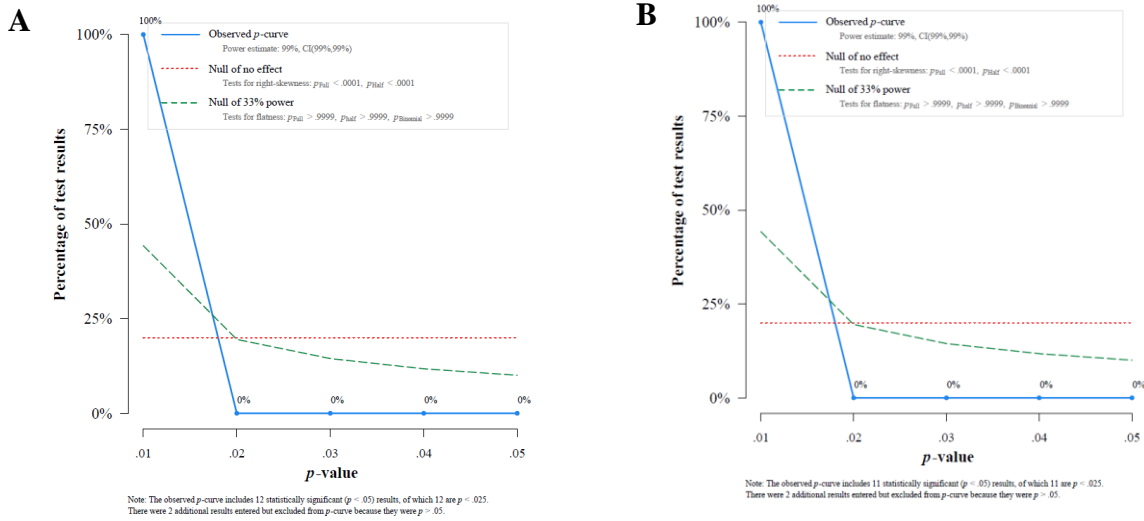 A
100%
Observed p-curve
Power estimate: 99%, CI(99%,99%)
Null of no effect
Tests for right-skewness: pFull < .0001, pHalf < .0001
Null of 33% power
Tests for flatness: pFull > .9999, phalf > .9999, pBinomial > .9999
Percentage of test results
100%
75%
50%
25%
0%
0%
0%
0%
0%
.01
.02
.03
.04
.05
p-value
Note: The observed p-curve includes 12 statistically significant (p < .05) results, of which 12 are p < .025.
There were 2 additional results entered but excluded from p-curve because they were p > .05.
B
100%
Observed p-curve
Power estimate: 99%, CI(99%,99%)
Null of no effect
Tests for right-skewness: pFull < .0001, pHalf < .0001
Null of 33% power
Tests for flatness: pFull > .9999, phalf > .9999, pBinomial > .9999
Percentage of test results
100%
75%
50%
25%
0%
0%
0%
0%
0%
.01
.02
.03
.04
.05
p-value
Note: The observed p-curve includes 11 statistically significant (p < .05) results, of which 11 are p < .025.
There were 2 additional results entered but excluded from p-curve because they were p > .05.